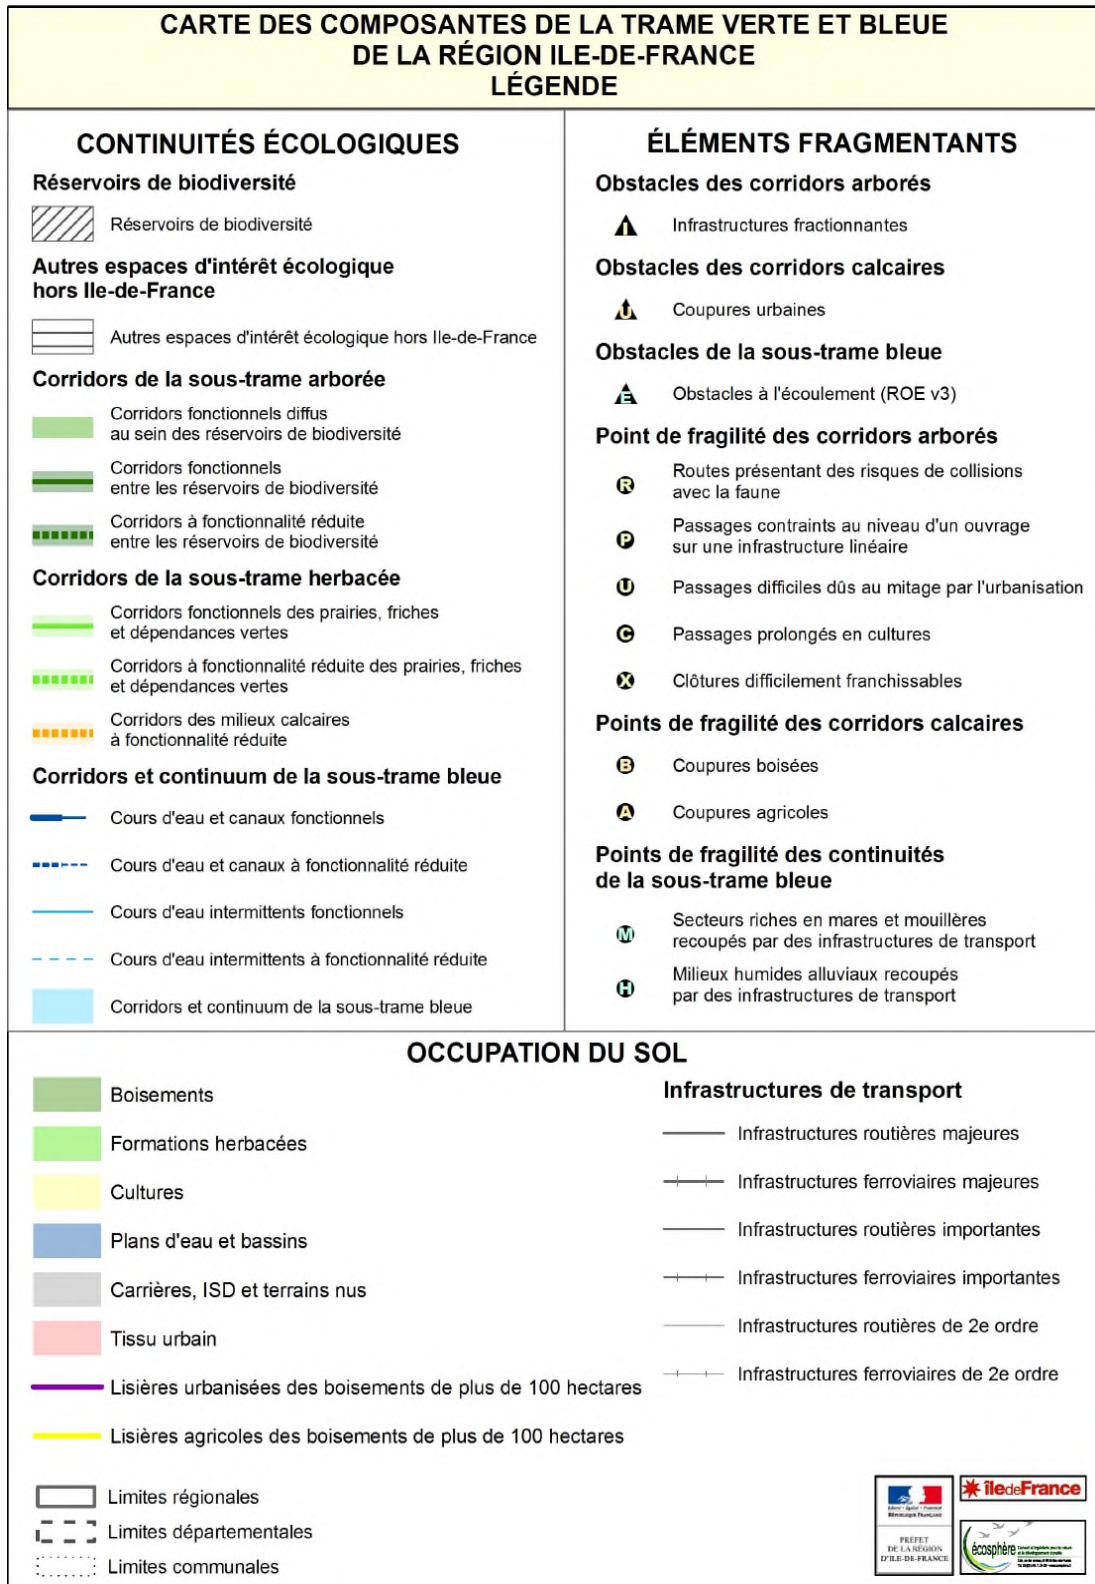 CARTE DES COMPOSANTES DE LA TRAME VERTE ET BLEUE
DE LA RÉGION ILE-DE-FRANCE
LÉGENDE
CONTINUITÉS ÉCOLOGIQUES
Réservoirs de biodiversité
Réservoirs de biodiversité
Autres espaces d'intérêt écologique
hors Ile-de-France
Autres espaces d'intérêt écologique hors Ile-de-France
Corridors de la sous-trame arborée
Corridors fonctionnels diffus
au sein des réservoirs de biodiversité
Corridors fonctionnels
entre les réservoirs de biodiversité
Corridors à fonctionnalité réduite
entre les réservoirs de biodiversité
Corridors de la sous-trame herbacée
Corridors fonctionnels des prairies, friches
et dépendances vertes
Corridors à fonctionnalité réduite des prairies, friches
et dépendances vertes
Corridors des milieux calcaires
à fonctionnalité réduite
Corridors et continuum de la sous-trame bleue
Cours d'eau et canaux fonctionnels
Cours d'eau et canaux à fonctionnalité réduite
Cours d'eau intermittents fonctionnels
Cours d'eau intermittents à fonctionnalité réduite
Corridors et continuum de la sous-trame bleue
ÉLÉMENTS FRAGMENTANTS
Obstacles des corridors arborés
I Infrastructures fractionnantes
Obstacles des corridors calcaires
U Coupures urbaines
Obstacles de la sous-trame bleue
E Obstacles à l'écoulement (ROE v3)
Point de fragilité des corridors arborés
R Routes présentant des risques de collisions
avec la faune
P Passages contraints au niveau d'un ouvrage
sur une infrastructure linéaire
U Passages difficiles dûs au mitage par l'urbanisation
C Passages prolongés en cultures
X Clôtures difficilement franchissables
Points de fragilité des corridors calcaires
B Coupures boisées
A Coupures agricoles
Points de fragilité des continuités
de la sous-trame bleue
M Secteurs riches en mares et mouillères
recoupés par des infrastructures de transport
H Milieux humides alluviaux recoupés
par des infrastructures de transport
OCCUPATION DU SOL
Boisements
Formations herbacées
Cultures
Plans d'eau et bassins
Carrières, ISD et terrains nus
Tissu urbain
Lisières urbanisées des boisements de plus de 100 hectares
Lisières agricoles des boisements de plus de 100 hectares
Limites régionales
Limites départementales
Limites communales
Infrastructures de transport
Infrastructures routières majeures
Infrastructures ferroviaires majeures
Infrastructures routières importantes
Infrastructures ferroviaires importantes
Infrastructures routières de 2e ordre
Infrastructures ferroviaires de 2e ordre
Liberté • Égalité • Fraternité
RÉPUBLIQUE FRANÇAISE
PRÉFET
DE LA RÉGION
D'ILE-DE-FRANCE
îledeFrance
écosphère